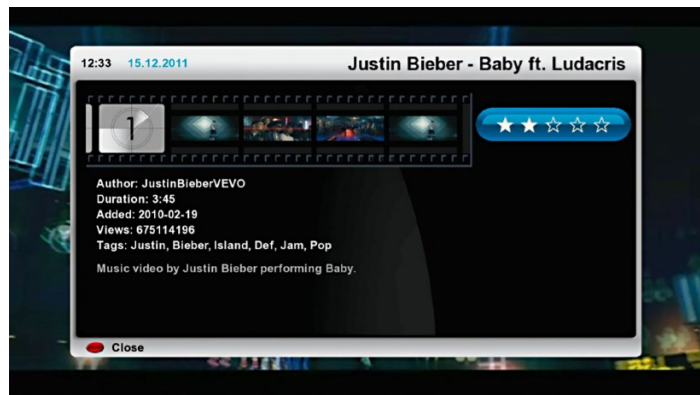 12:33 15.12.2011 Justin Bieber - Baby ft. Ludacris
1
Author: JustinBieberVEVO
Duration: 3:45
Added: 2010-02-19
Views: 675114196
Tags: Justin, Bieber, Island, Def, Jam, Pop
Music video by Justin Bieber performing Baby.
Close